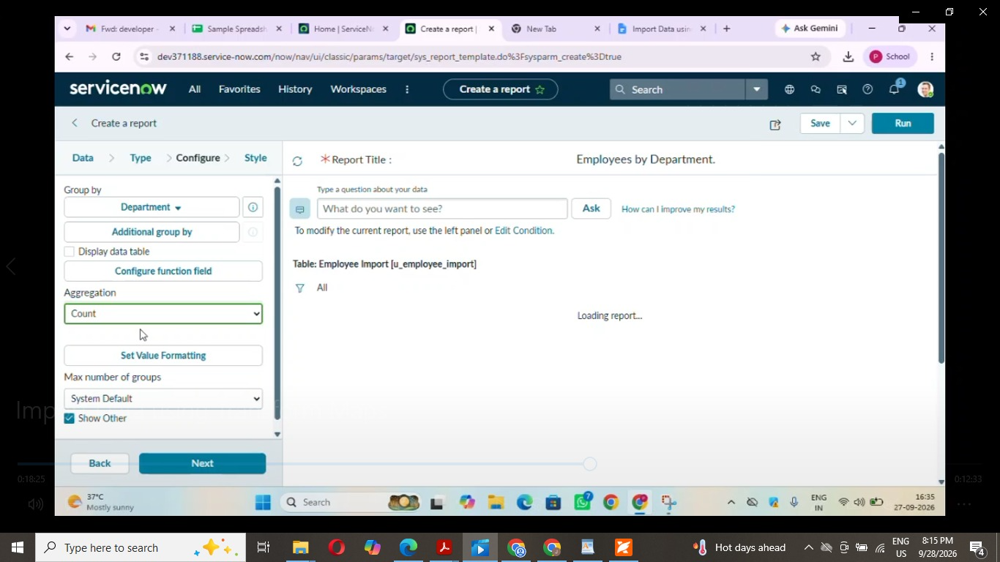 Fwd: developer -
Sample Spreadsh
Home | ServiceN
Create a report |
New Tab
Import Data usin
Ask Gemini
dev371188.service-now.com/now/nav/ui/classic/params/target/sys_report_template.do%3Fsysparm_create%3Dtrue
P School
servicenow
All
Favorites
History
Workspaces
Create a report
Search
1
Create a report
Save
Run
Data
Type
Configure
Style
*Report Title :
Employees by Department.
Group by
Department
Additional group by
Display data table
Configure function field
Aggregation
Count
Set Value Formatting
Max number of groups
System Default
Show Other
Back
Next
Type a question about your data
What do you want to see?
Ask
How can I improve my results?
To modify the current report, use the left panel or Edit Condition.
Table: Employee Import [u_employee_import]
All
Loading report...
Imp
0:18:25
0:12:33
37°C
Mostly sunny
Search
7
ENG
IN
16:35
27-09-2026
Type here to search
Hot days ahead
ENG
US
8:15 PM
9/28/2026
4